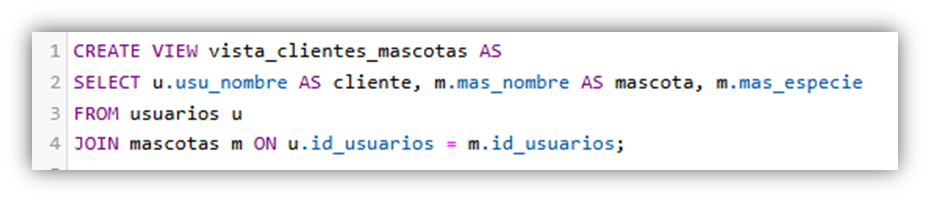 1 CREATE VIEW vista_clientes_mascotas AS
2 SELECT u.usu_nombre AS cliente, m.mas_nombre AS mascota, m.mas_especie
3 FROM usuarios u
4 JOIN mascotas m ON u.id_usuarios = m.id_usuarios;